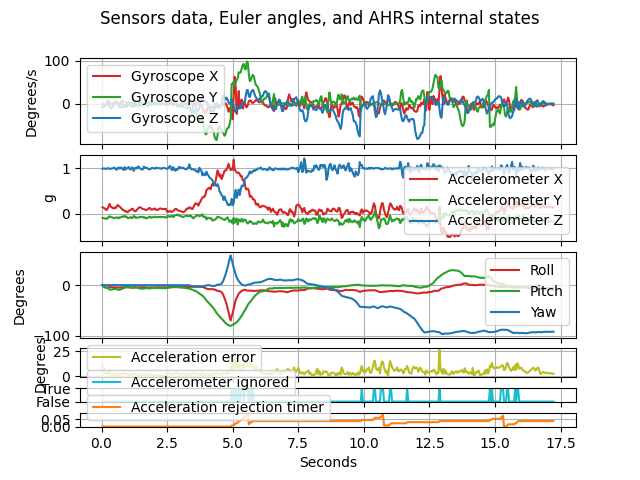 Sensors data, Euler angles, and AHRS internal states
100
0
Degrees/s
Gyroscope X
Gyroscope Y
Gyroscope Z
1
0
g
Accelerometer X
Accelerometer Y
Accelerometer Z
0
−100
Degrees
Roll
Pitch
Yaw
25
0
Degrees
Acceleration error
True
False
Accelerometer ignored
0.05
0.00
Acceleration rejection timer
0.0 2.5 5.0 7.5 10.0 12.5 15.0 17.5
Seconds